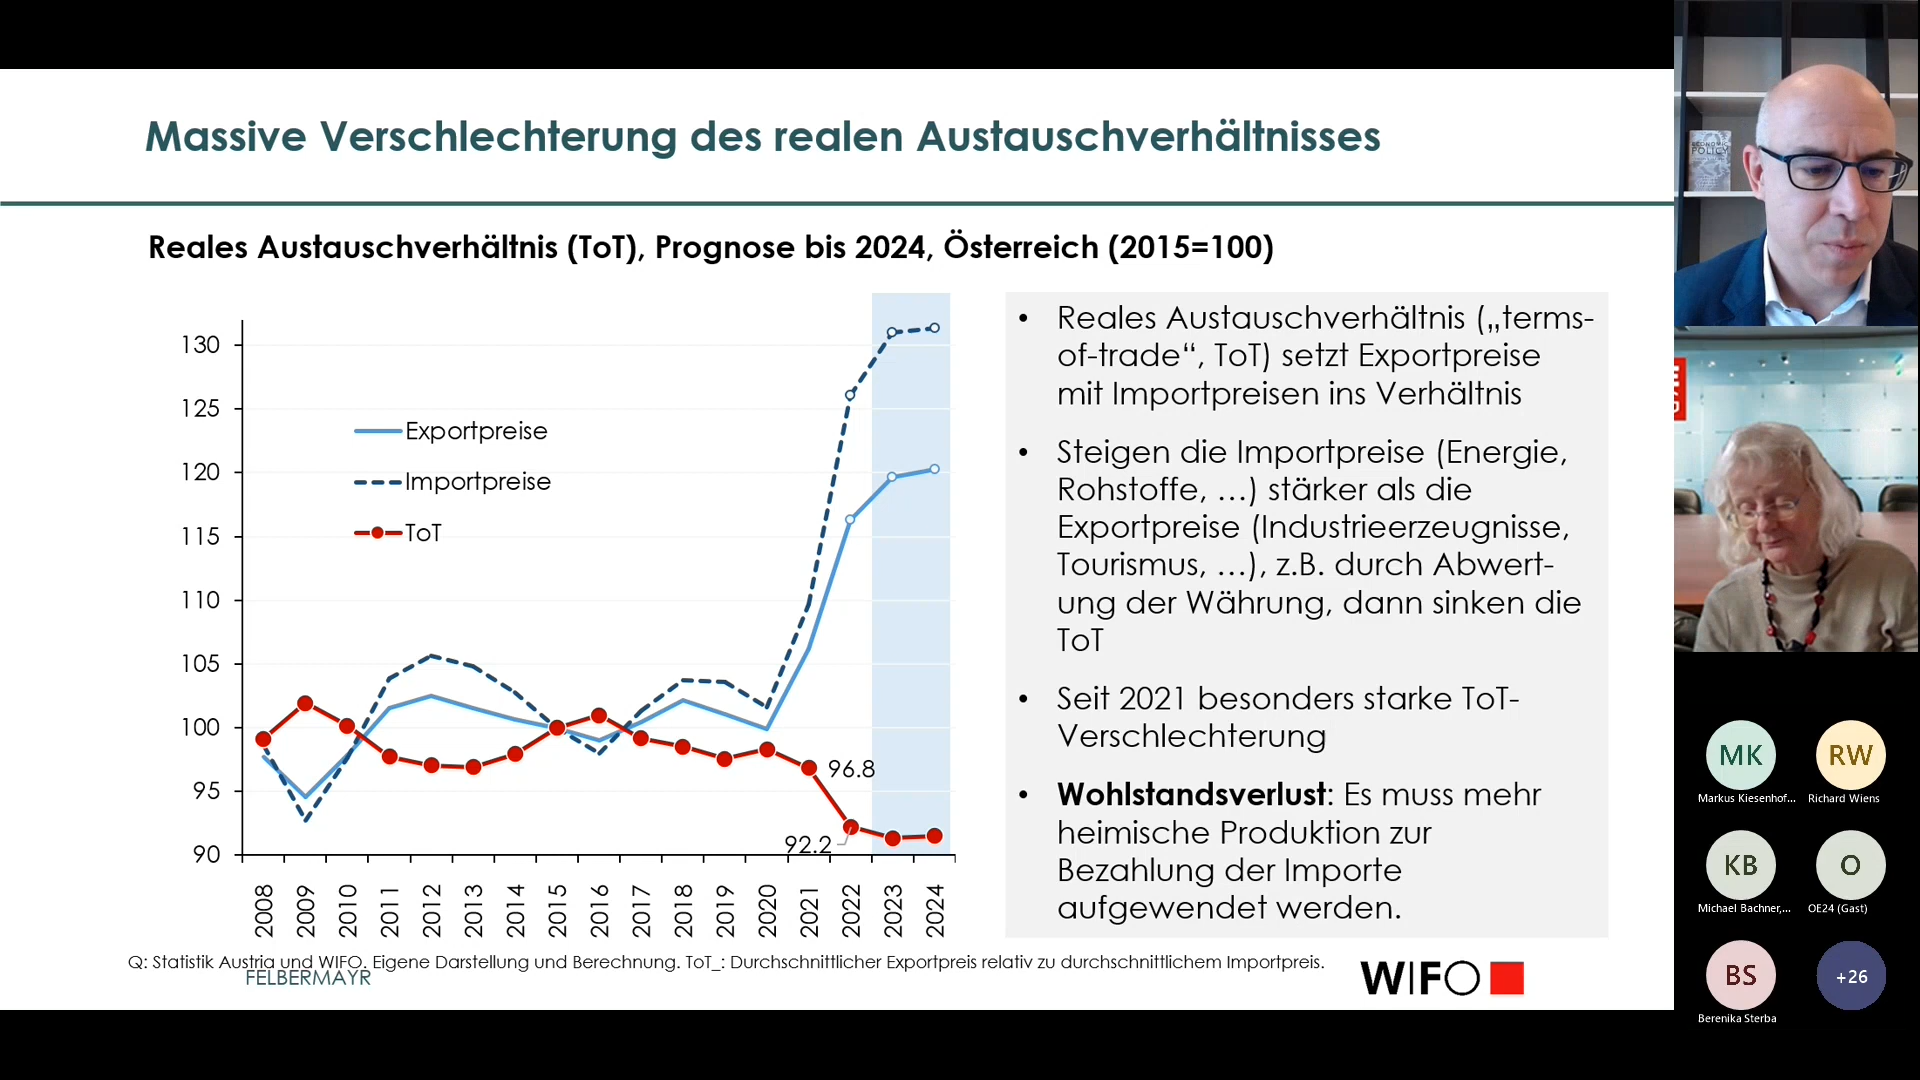 Massive Verschlechterung des realen Austauschverhältnisses
Reales Austauschverhältnis (ToT), Prognose bis 2024, Österreich (2015=100)
130
125
120
115
110
105
100
95
90
Exportpreise
Importpreise
ToT
96.8
92.2
2008
2009
2010
2011
2012
2013
2014
2015
2016
2017
2018
2019
2020
2021
2022
2023
2024
• Reales Austauschverhältnis („terms-
of-trade“, ToT) setzt Exportpreise
mit Importpreisen ins Verhältnis
• Steigen die Importpreise (Energie,
Rohstoffe, …) stärker als die
Exportpreise (Industrieerzeugnisse,
Tourismus, …), z.B. durch Abwert-
ung der Währung, dann sinken die
ToT
• Seit 2021 besonders starke ToT-
Verschlechterung
• Wohlstandsverlust: Es muss mehr
heimische Produktion zur
Bezahlung der Importe
aufgewendet werden.
Q: Statistik Austria und WIFO. Eigene Darstellung und Berechnung. ToT_: Durchschnittlicher Exportpreis relativ zu durchschnittlichem Importpreis.
FELBERMAYR
WIFO
ECONOMIC
POLICY
MK
Markus Kiesenhof...
RW
Richard Wiens
KB
Michael Bachner,...
O
OE24 (Gast)
BS
Berenika Sterba
+26